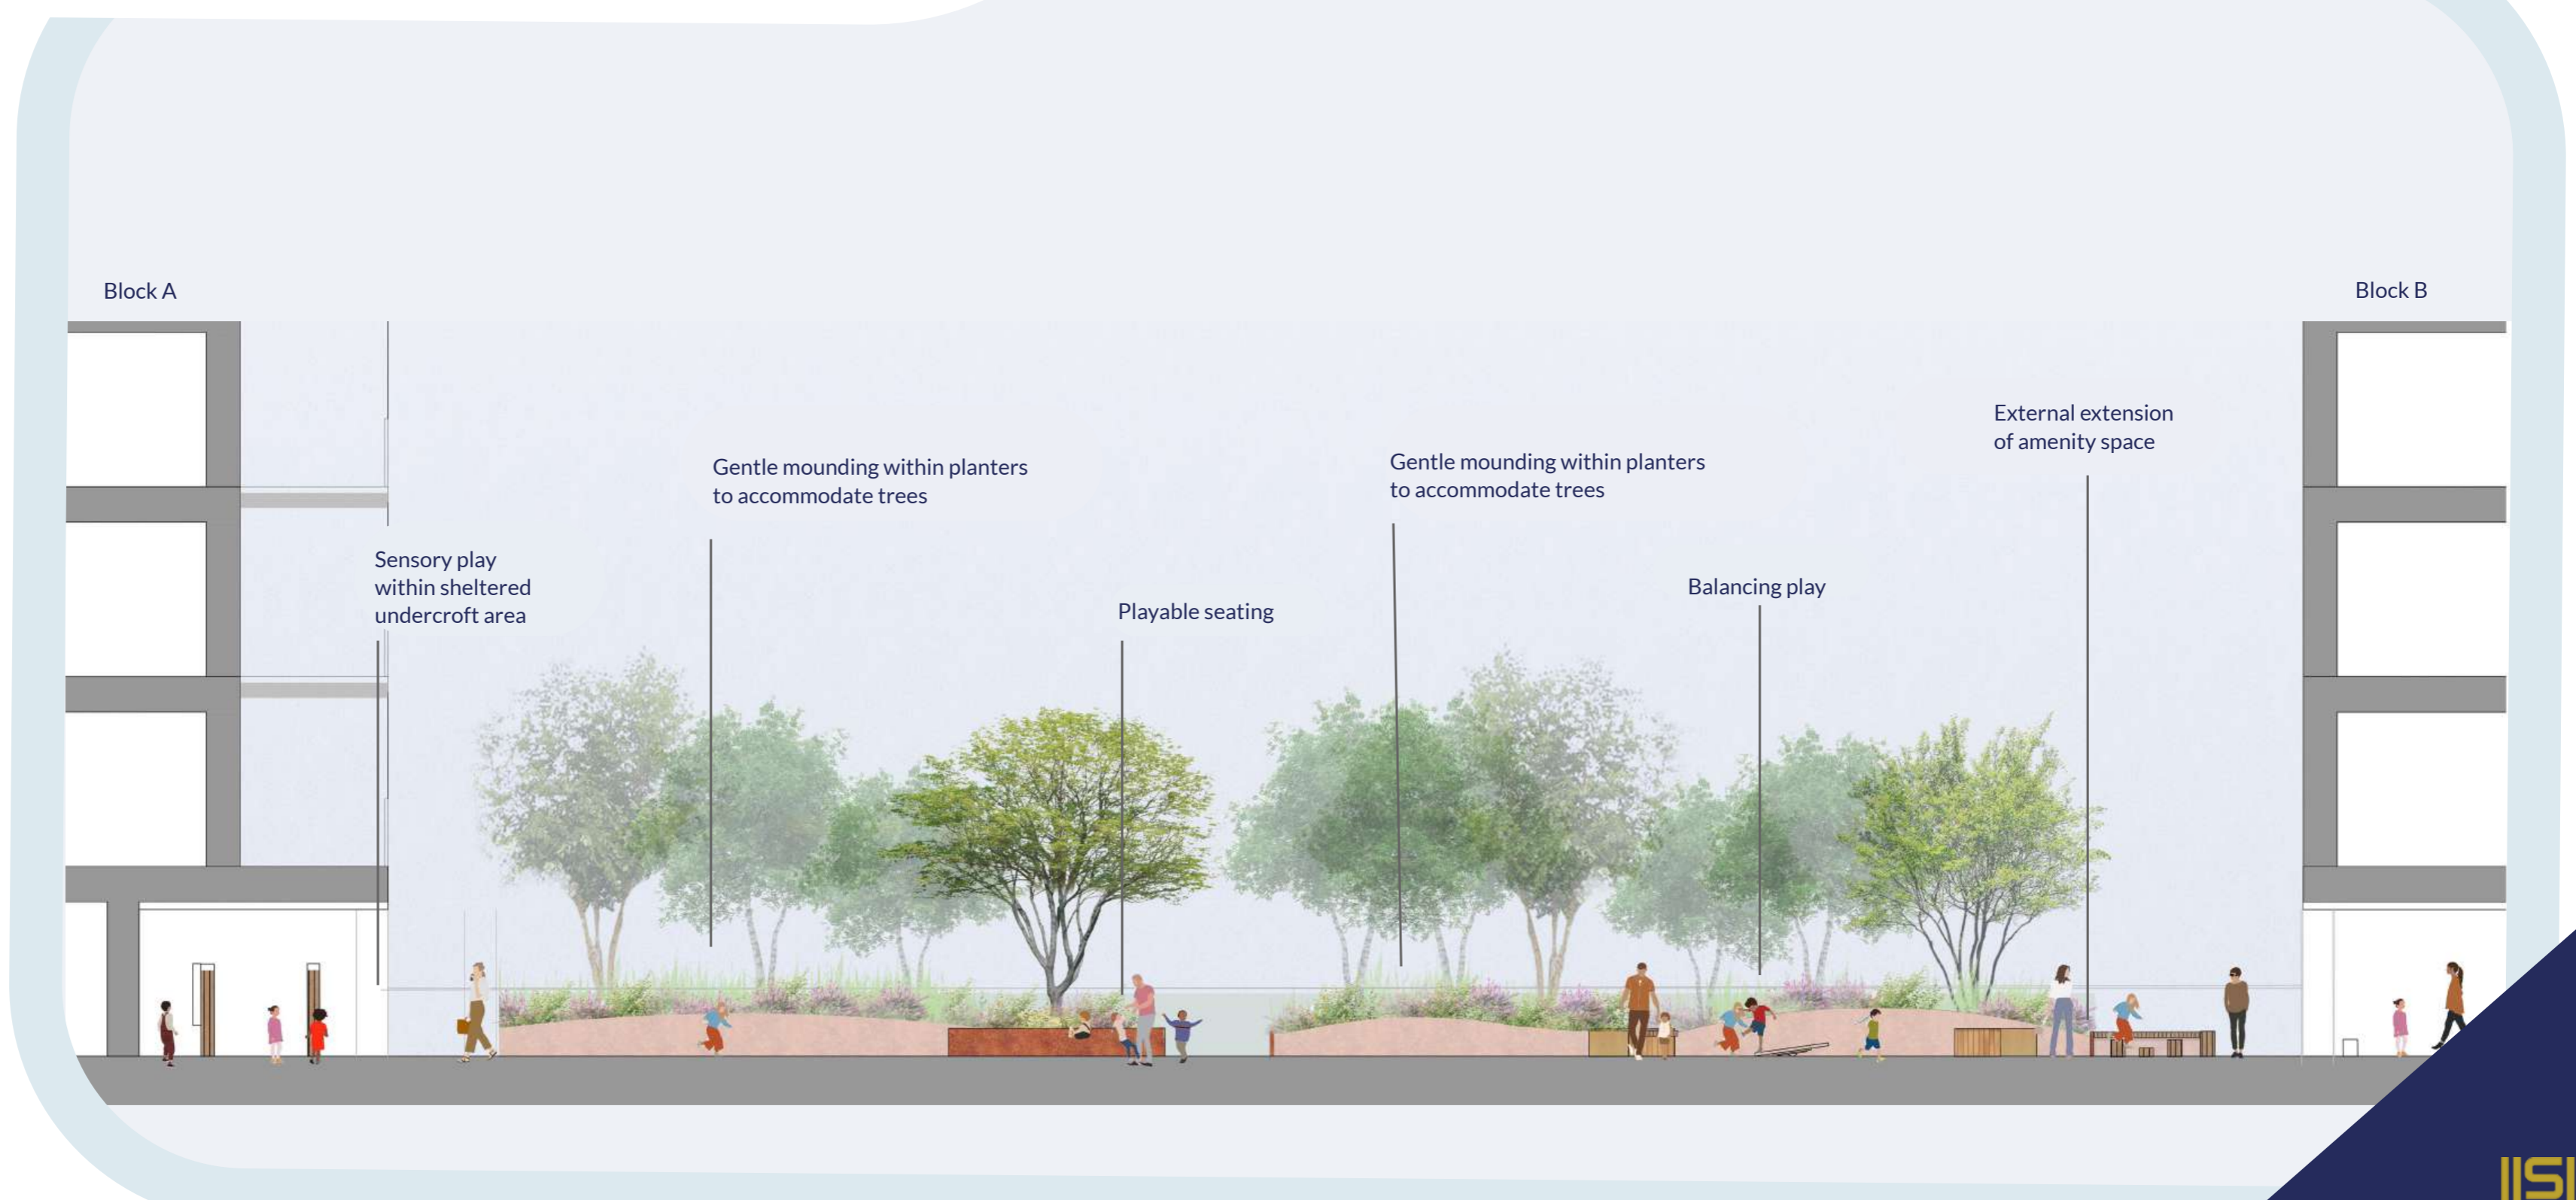 Block A
Block B
External extension
of amenity space
Gentle mounding within planters
to accommodate trees
Gentle mounding within planters
to accommodate trees
Sensory play
within sheltered
undercroft area
Balancing play
Playable seating